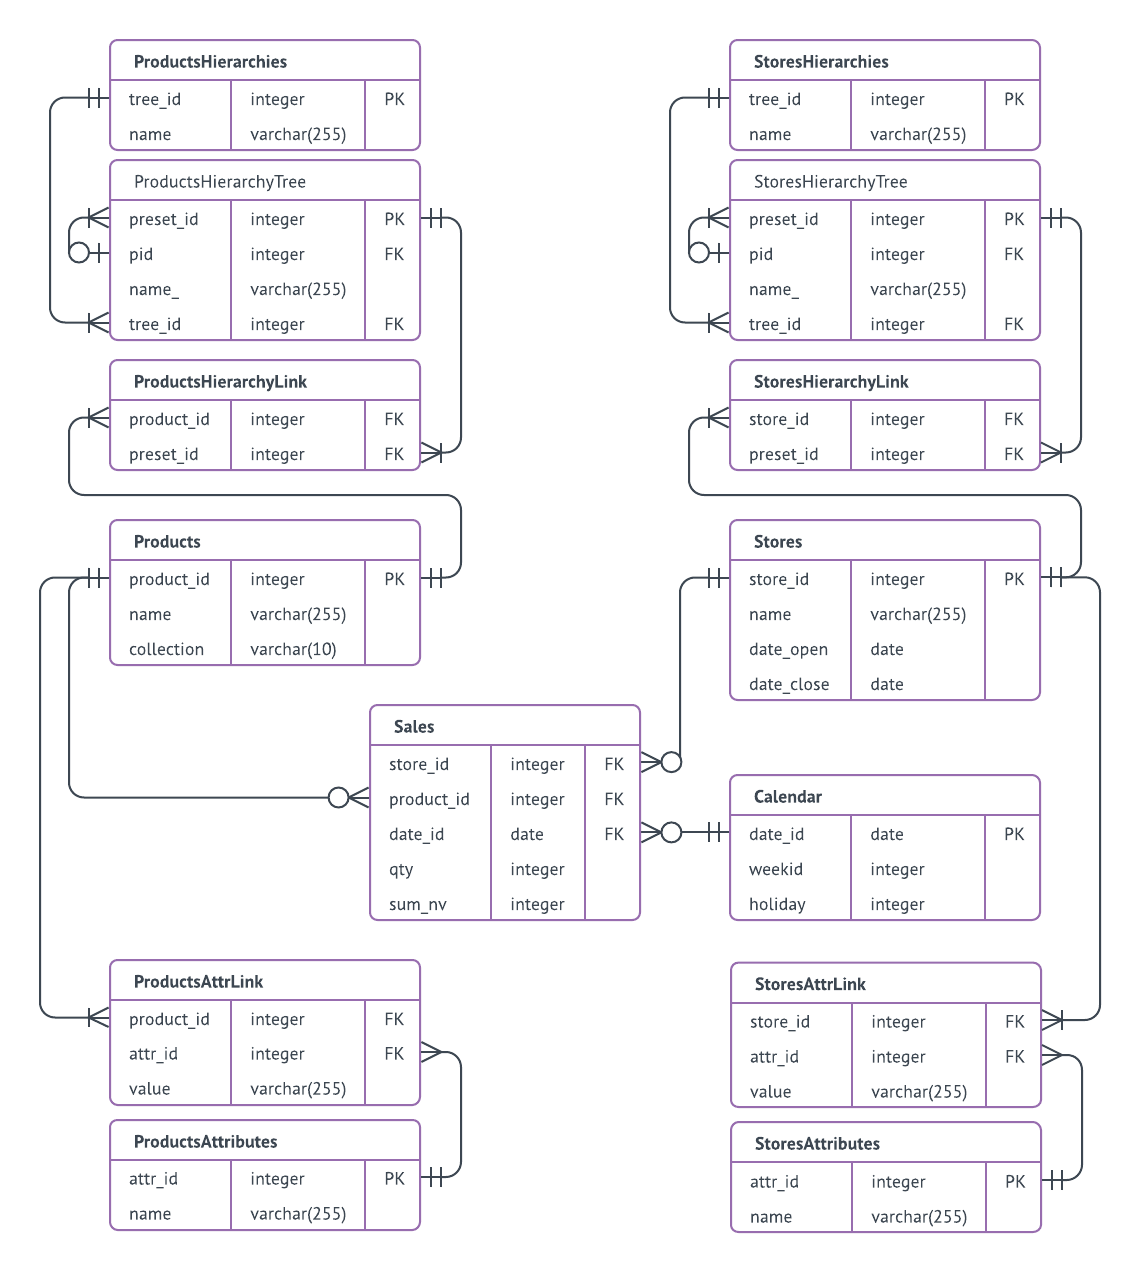 ProductsHierarchies
tree_id integer PK
name varchar(255)
ProductsHierarchyTree
preset_id integer PK
pid integer FK
name_ varchar(255)
tree_id integer FK
ProductsHierarchyLink
product_id integer FK
preset_id integer FK
Products
product_id integer PK
name varchar(255)
collection varchar(10)
StoresHierarchies
tree_id integer PK
name varchar(255)
StoresHierarchyTree
preset_id integer PK
pid integer FK
name_ varchar(255)
tree_id integer FK
StoresHierarchyLink
store_id integer FK
preset_id integer FK
Stores
store_id integer PK
name varchar(255)
date_open date
date_close date
Sales
store_id integer FK
product_id integer FK
date_id date FK
qty integer
sum_nv integer
Calendar
date_id date PK
weekid integer
holiday integer
ProductsAttrLink
product_id integer FK
attr_id integer FK
value varchar(255)
ProductsAttributes
attr_id integer PK
name varchar(255)
StoresAttrLink
store_id integer FK
attr_id integer FK
value varchar(255)
StoresAttributes
attr_id integer PK
name varchar(255)